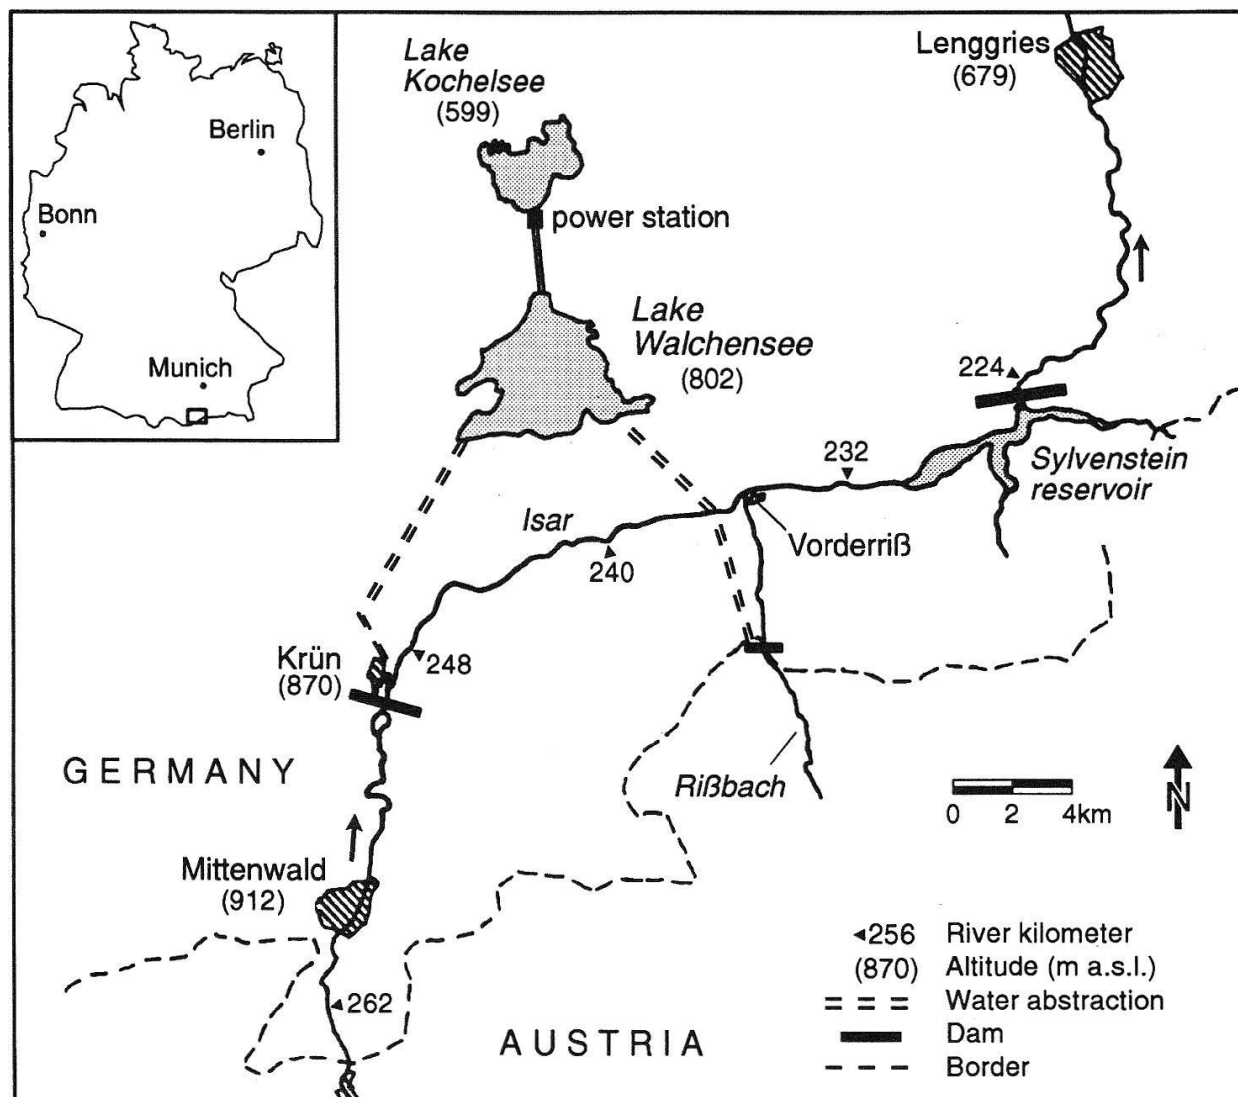 Berlin
Bonn
Munich
Lake
Kochelsee
(599)
power station
Lake
Walchensee
(802)
Lenggries
(679)
224
232
Sylvenstein
reservoir
Isar
Vorderriß
240
248
Krün
(870)
GERMANY
Rißbach
0 2 4km
N
Mittenwald
(912)
262
AUSTRIA
256 River kilometer
(870) Altitude (m a.s.l.)
Water abstraction
Dam
Border